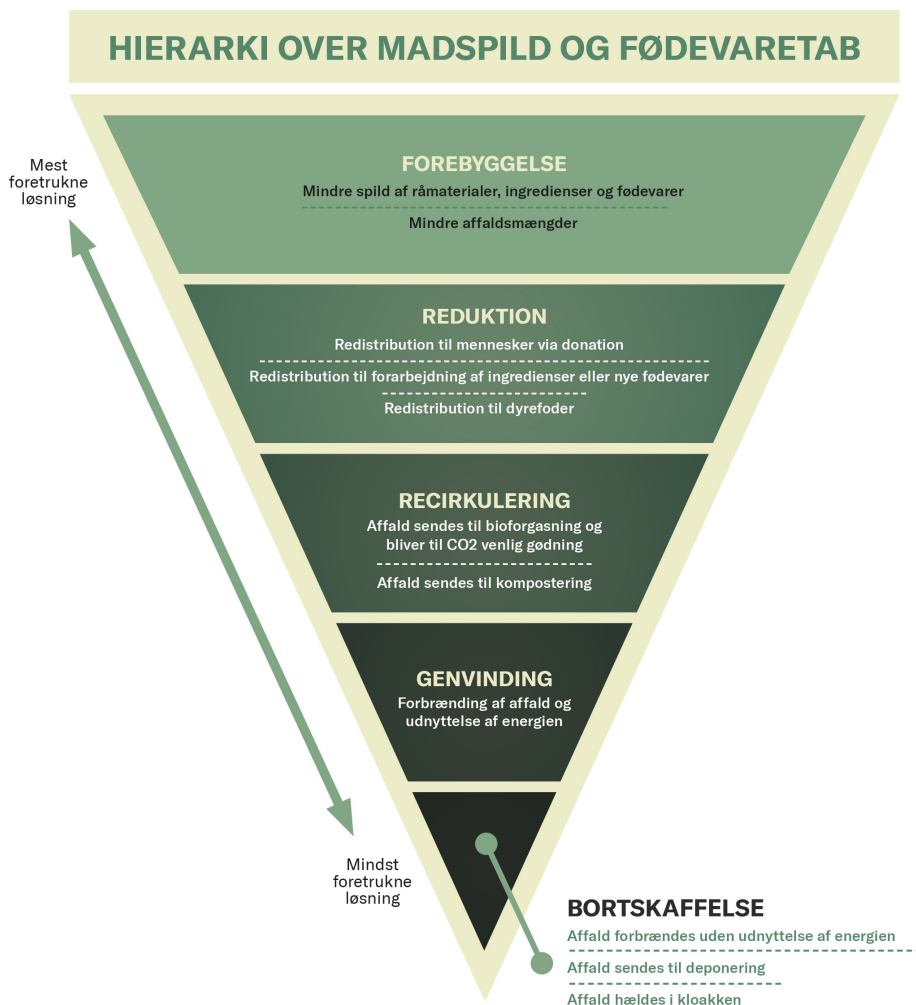 HIERARKI OVER MADSPILD OG FØDEVARETAB
Mest
foretrukne
løsning
FOREBYGGELSE
Mindre spild af råmaterialer, ingredienser og fødevarer
Mindre affaldsmængder
REDUKTION
Redistribution til mennesker via donation
Redistribution til forarbejdning af ingredienser eller nye fødevarer
Redistribution til dyrefoder
RECIRKULERING
Affald sendes til bioforgasning og
bliver til CO2 venlig gødning
Affald sendes til kompostering
GENVINDING
Forbrænding af affald og
udnyttelse af energien
Mindst
foretrukne
løsning
BORTSKAFFELSE
Affald forbrændes uden udnyttelse af energien
Affald sendes til deponering
Affald hældes i kloakken